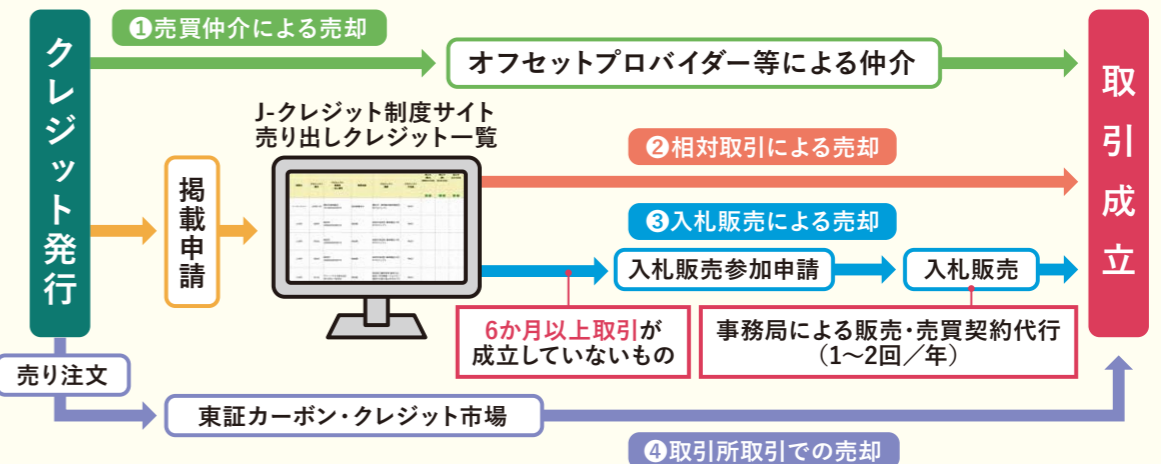 クレジット発行
❶売買仲介による売却
オフセットプロバイダー等による仲介
取引成立
J-クレジット制度サイト
売り出しクレジット一覧
掲載申請
❷相対取引による売却
❸入札販売による売却
入札販売参加申請
入札販売
6か月以上取引が
成立していないもの
事務局による販売・売買契約代行
（1〜2回／年）
売り注文
東証カーボン・クレジット市場
❹取引所取引での売却